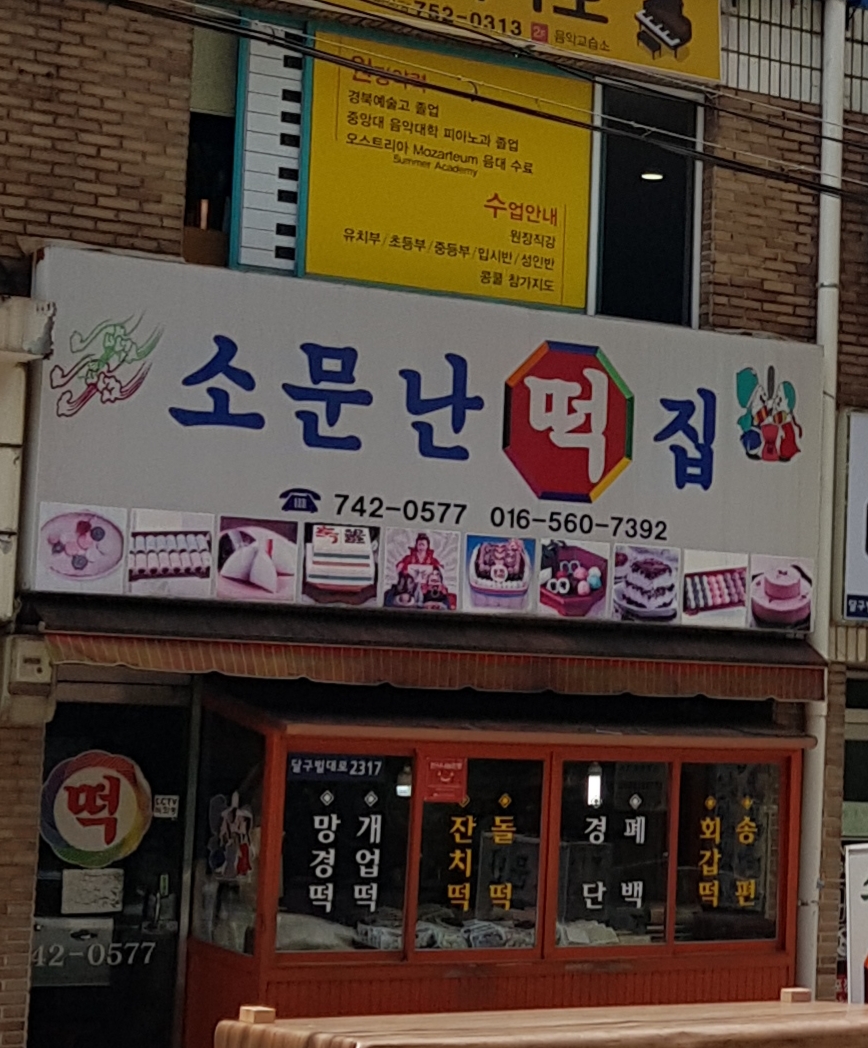 752-0313 2F 음악교습소
원장약력
경북예술고 졸업
중앙대 음악대학 피아노과 졸업
오스트리아 Mozarteum 음대 수료
Summer Academy
수업안내
원장직강
유치부/초등부/중등부/입시반/성인반
콩쿨 참가지도
소문난 떡 집
742-0577 016-560-7392
떡
CCTV
42-0577
달구벌대로 2317
망경떡
개업떡
잔치떡
돌떡
경단
폐백
회갑떡
송편